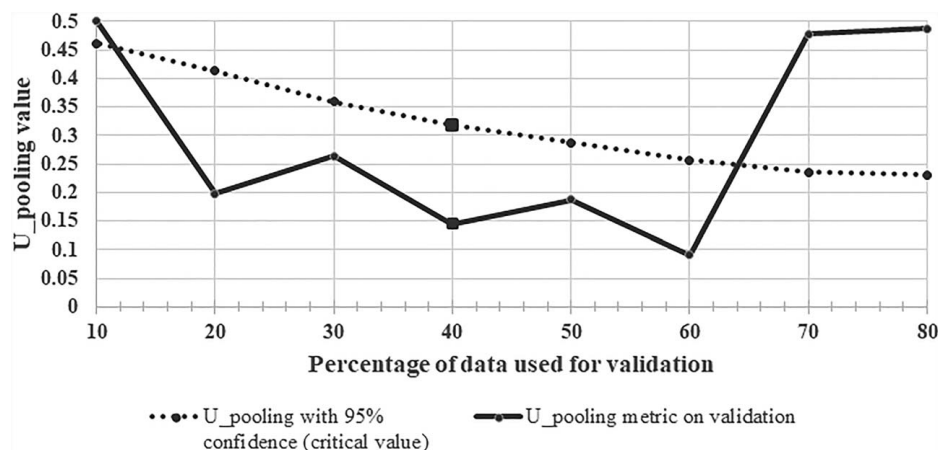 U_pooling value
0.5
0.45
0.4
0.35
0.3
0.25
0.2
0.15
0.1
0.05
0
10 20 30 40 50 60 70 80
Percentage of data used for validation
U_pooling with 95%
confidence (critical value)
U_pooling metric on validation